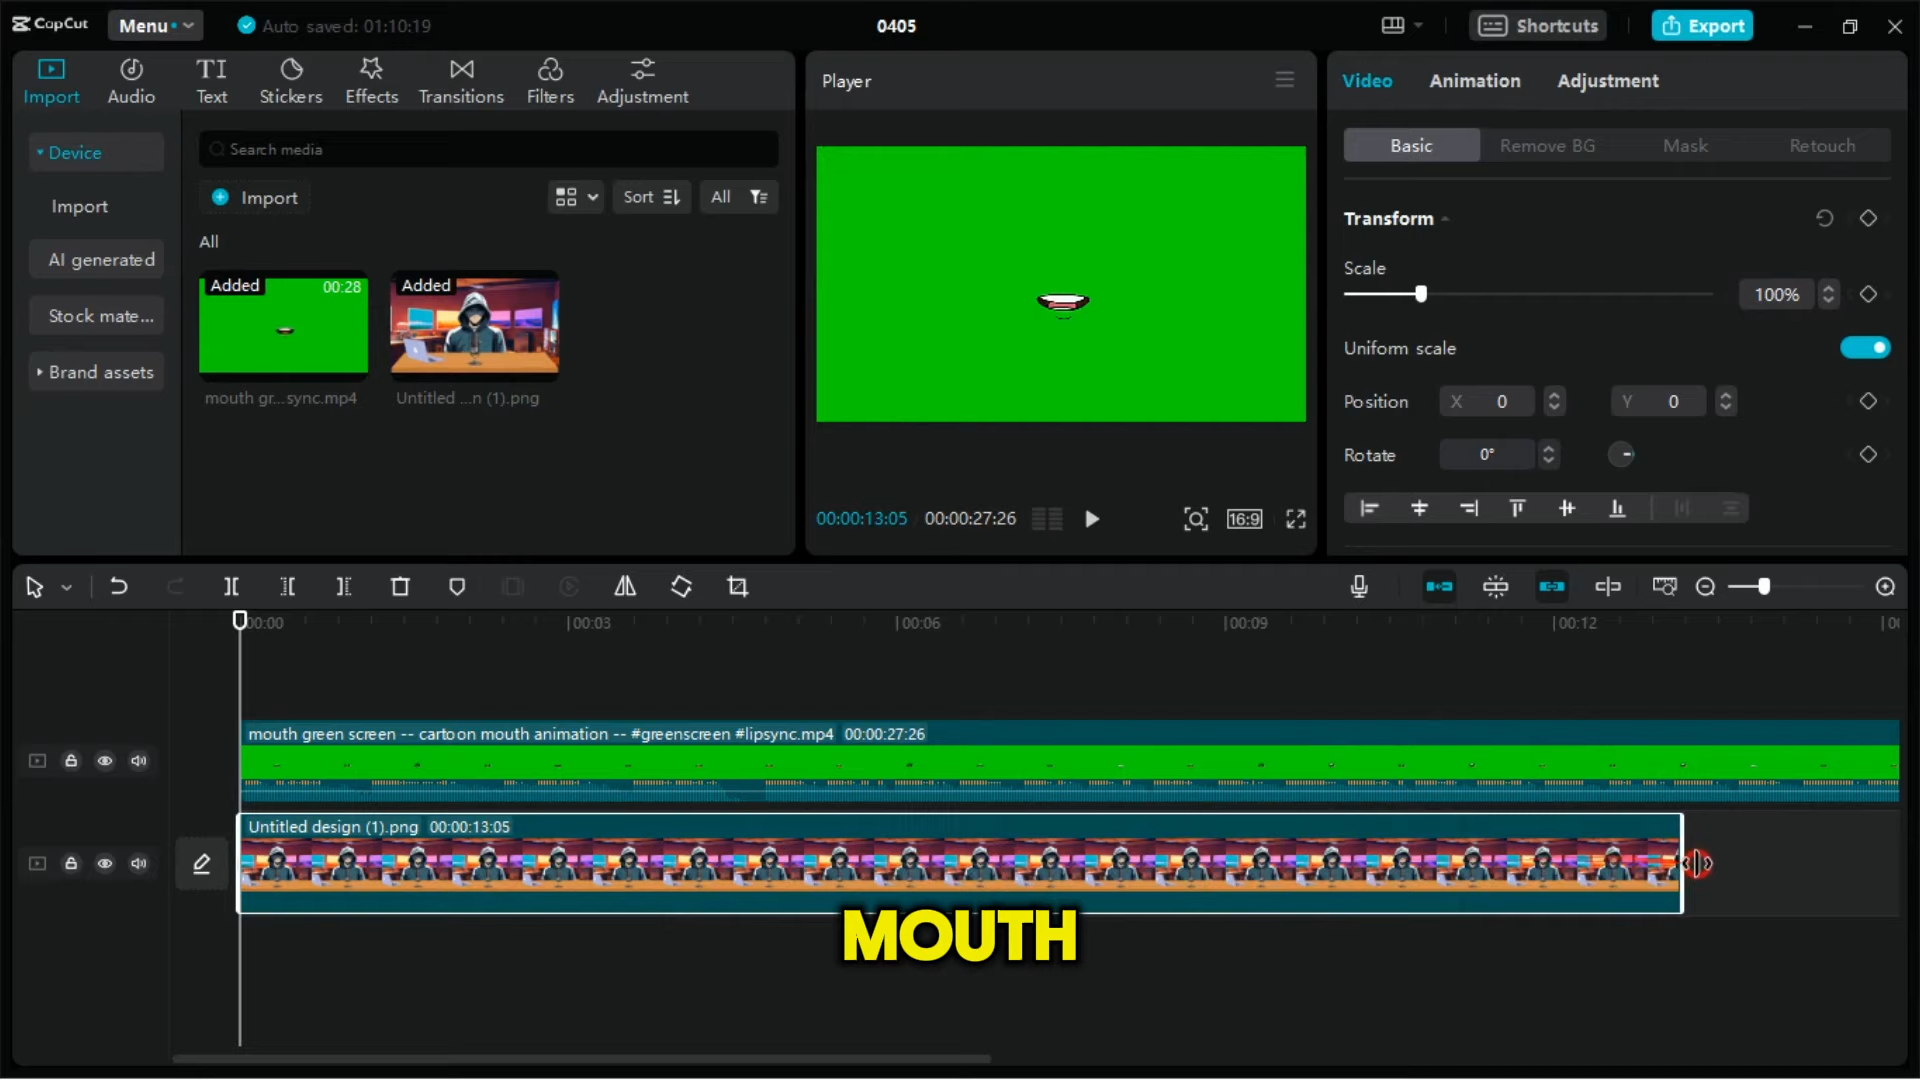 CapCut
Menu
Auto saved: 01:10:19
0405
Shortcuts
Export
Import
Audio
TI
Text
Stickers
Effects
Transitions
Filters
Adjustment
Device
Import
AI generated
Stock mate...
Brand assets
Search media
Import
Sort
All
All
Added
00:28
mouth gr...sync.mp4
Added
Untitled ...n (1).png
Player
00:00:13:05
00:00:27:26
16:9
Video
Animation
Adjustment
Basic
Remove BG
Mask
Retouch
Transform
Scale
100%
Uniform scale
Position
X 0
Y 0
Rotate
0°
00:00
00:03
00:06
00:09
00:12
mouth green screen -- cartoon mouth animation -- #greenscreen #lipsync.mp4 00:00:27:26
Untitled design (1).png 00:00:13:05
MOUTH